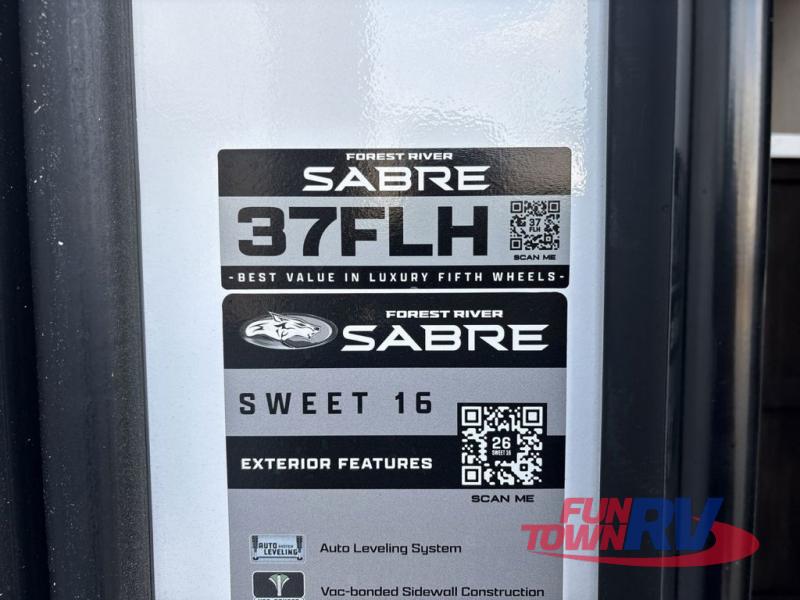 FOREST RIVER
SABRE
37FLH
37
FLH
SCAN ME
-BEST VALUE IN LUXURY FIFTH WHEELS-
FOREST RIVER
SABRE
SWEET 16
26
SWEET 16
EXTERIOR FEATURES
SCAN ME
AUTO
LEVELING
Auto Leveling System
Vac-bonded Sidewall Construction
FUN
TOWN RV